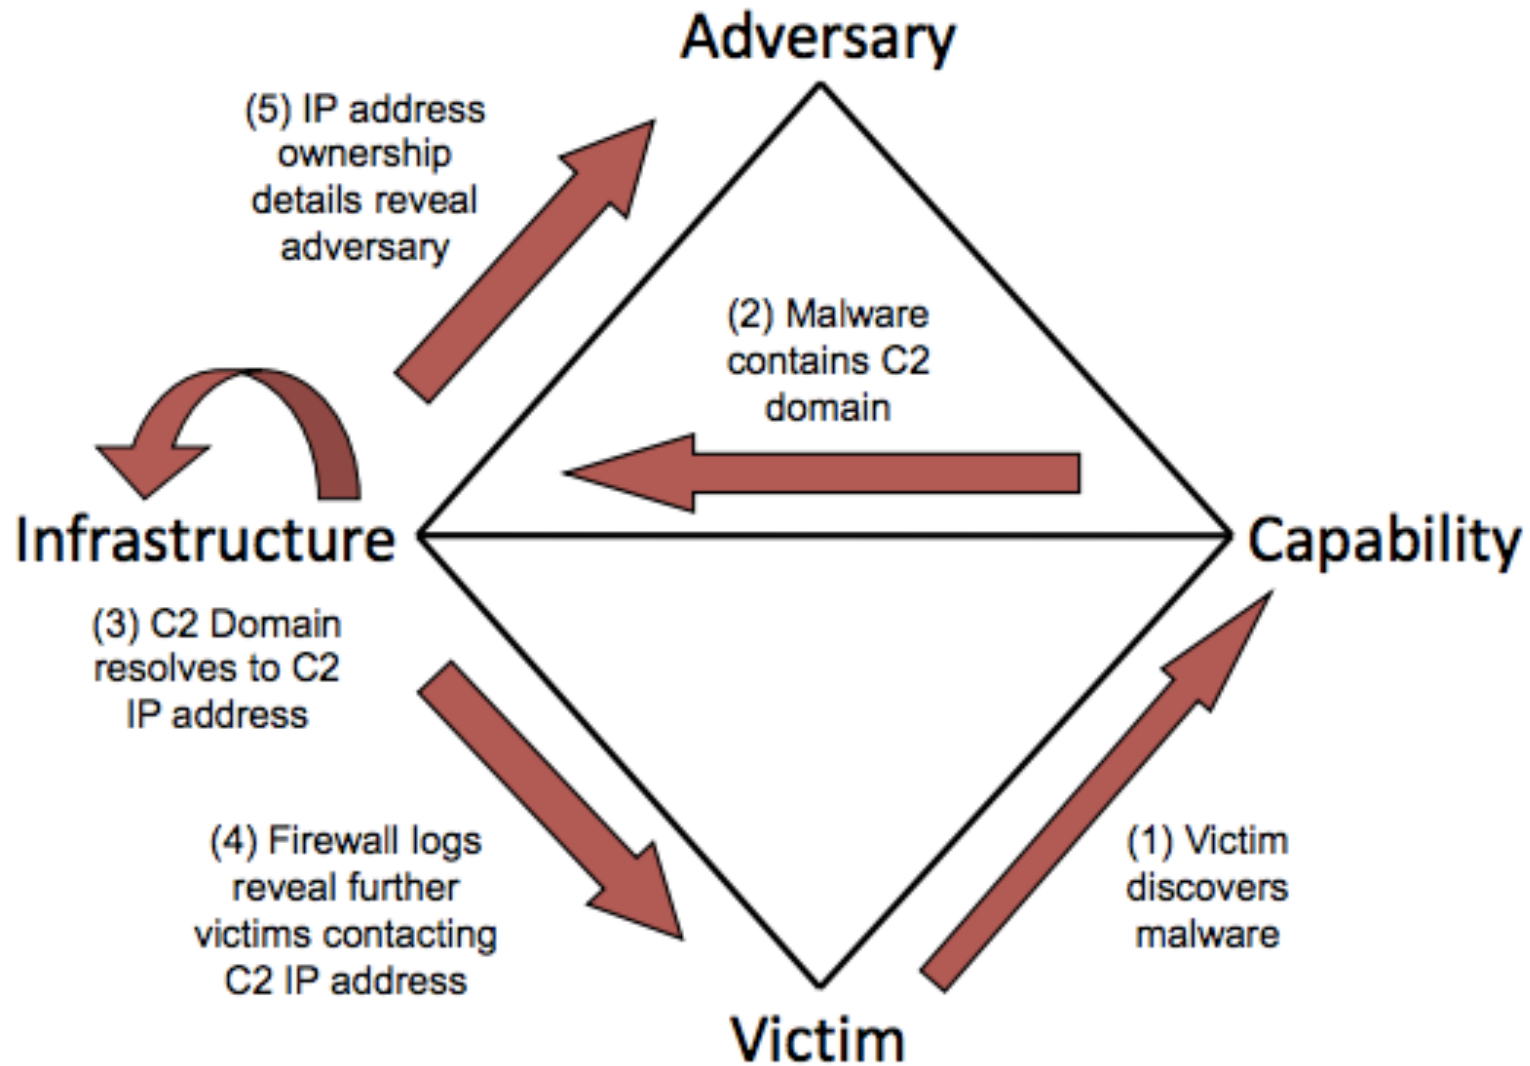 Adversary
(5) IP address
ownership
details reveal
adversary
(2) Malware
contains C2
domain
Infrastructure
Capability
(3) C2 Domain
resolves to C2
IP address
(4) Firewall logs
reveal further
victims contacting
C2 IP address
(1) Victim
discovers
malware
Victim